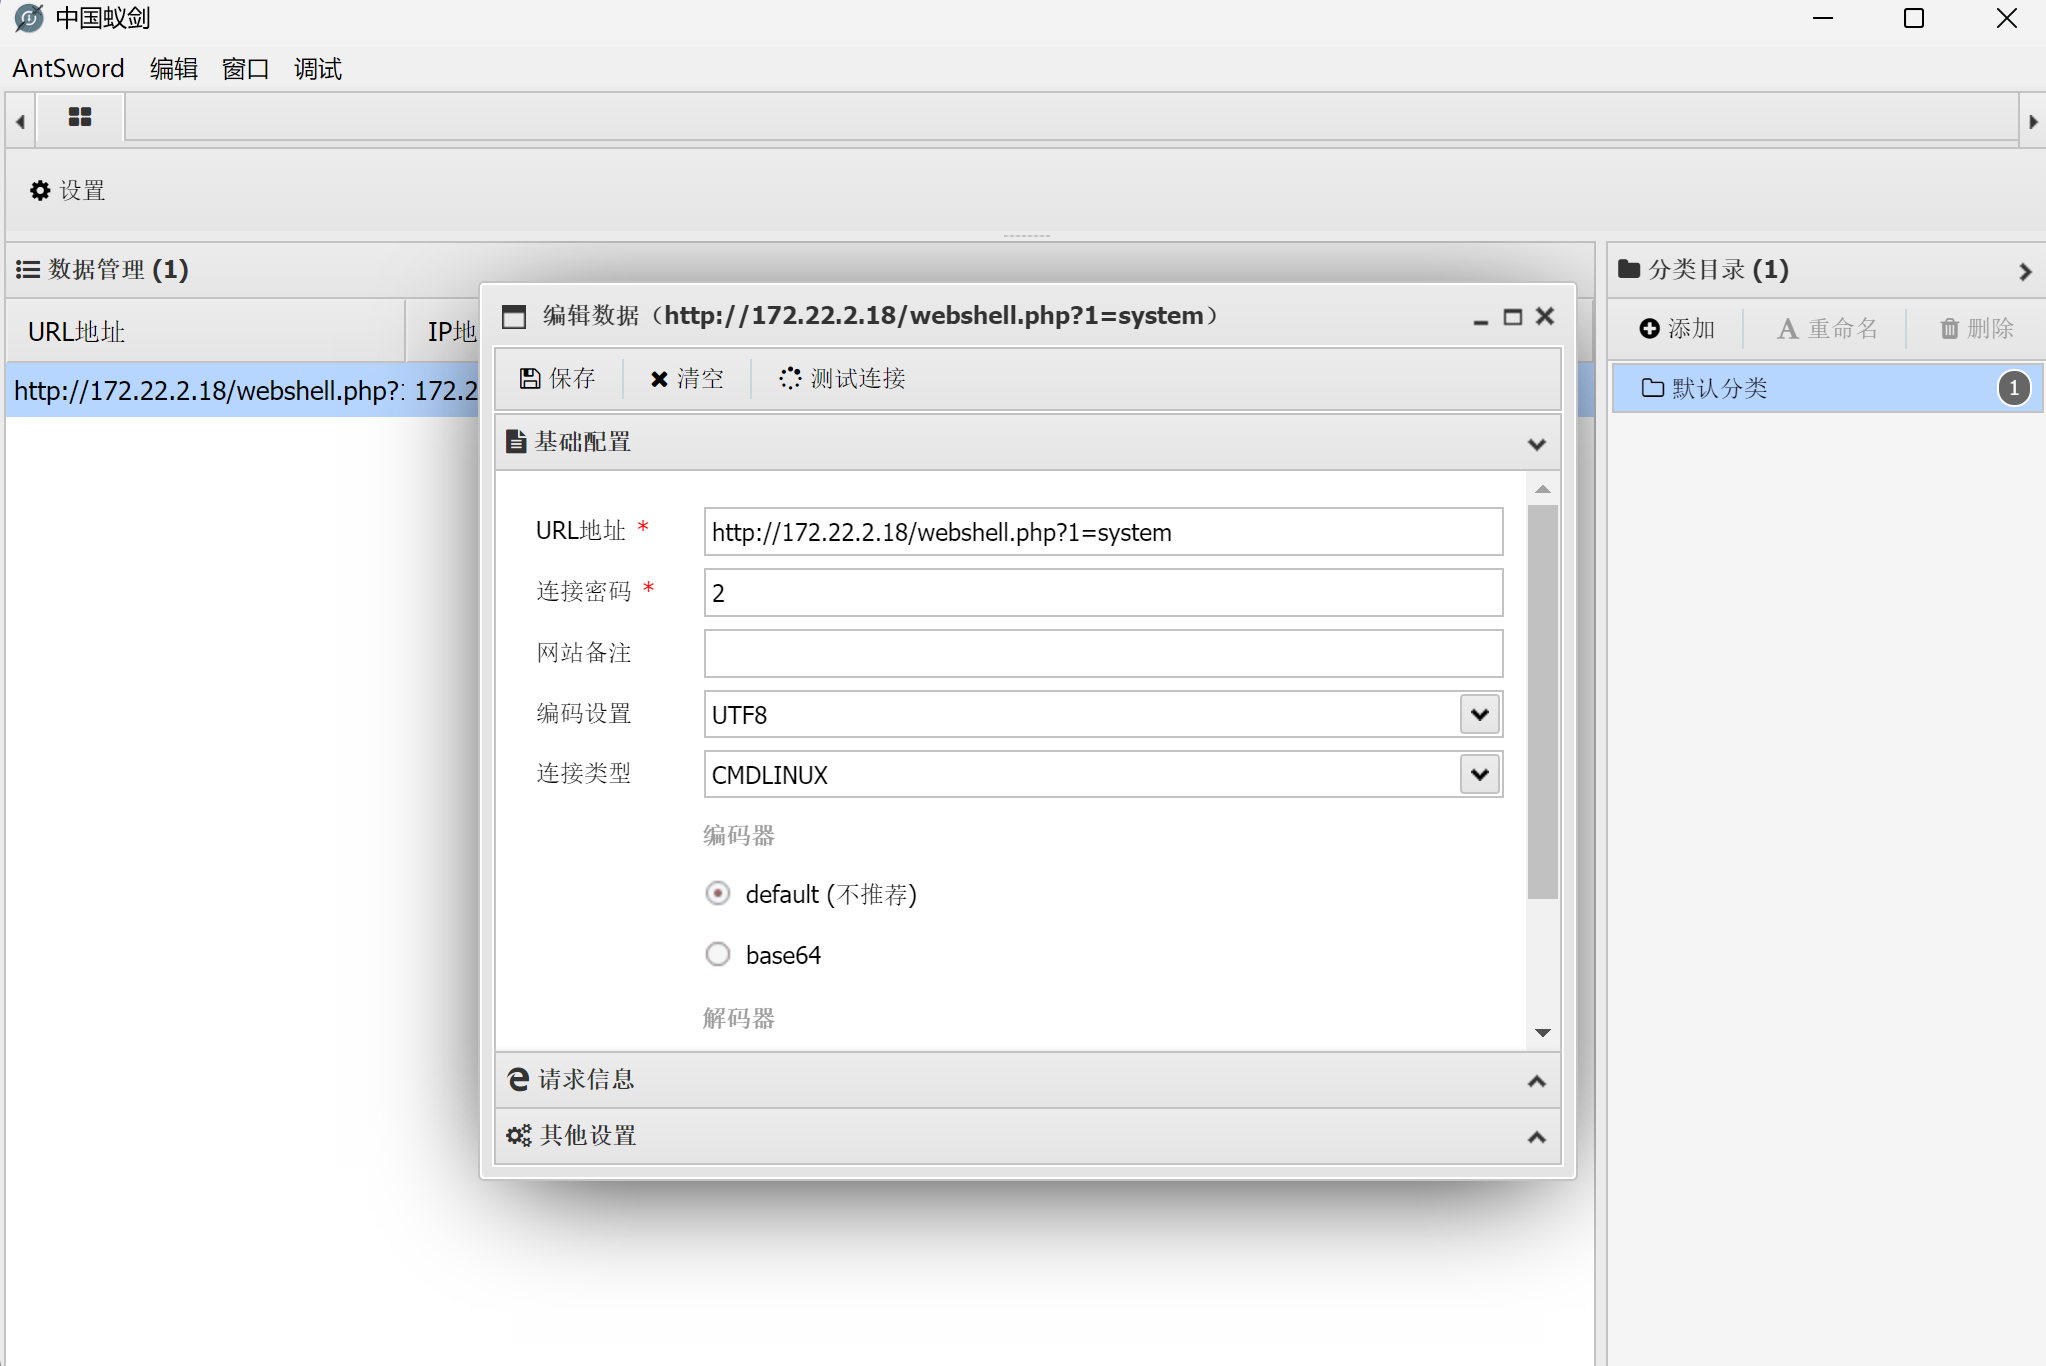 中国蚁剑
AntSword 编辑 窗口 调试
设置
数据管理 (1)
URL地址 IP地
http://172.22.2.18/webshell.php?: 172.2
编辑数据（http://172.22.2.18/webshell.php?1=system）
保存 清空 测试连接
基础配置
URL地址 *
http://172.22.2.18/webshell.php?1=system
连接密码 *
2
网站备注
编码设置
UTF8
连接类型
CMDLINUX
编码器
default (不推荐)
base64
解码器
请求信息
其他设置
分类目录 (1)
添加 重命名 删除
默认分类 1